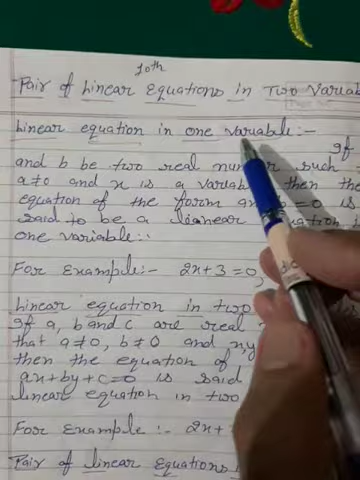 10th
Pair of Linear Equations in Two Variab
Linear equation in one variable:-
If
and b be two real num such
a≠0 and x is a variab then the
equation of the form ax =0 is
said to be a linear uation
one variable:-
For Example:- 2x+3=0,
Linear equation in two
If a, b and c are real
that a≠0, b≠0 and xy
then the equation of
ax+by+c=0 is said
linear equation in two
For Example:- 2x+
Pair of linear Equations